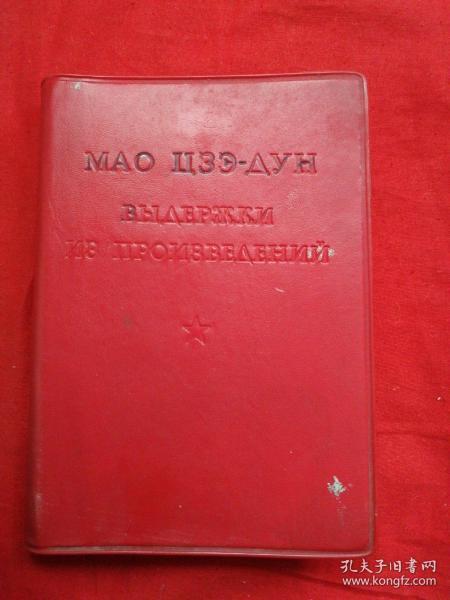 МАО ЦЗЭ-ДУН
ВЫДЕРЖКИ
ИЗ ПРОИЗВЕДЕНИЙ
孔夫子旧书网
www.kongfz.com